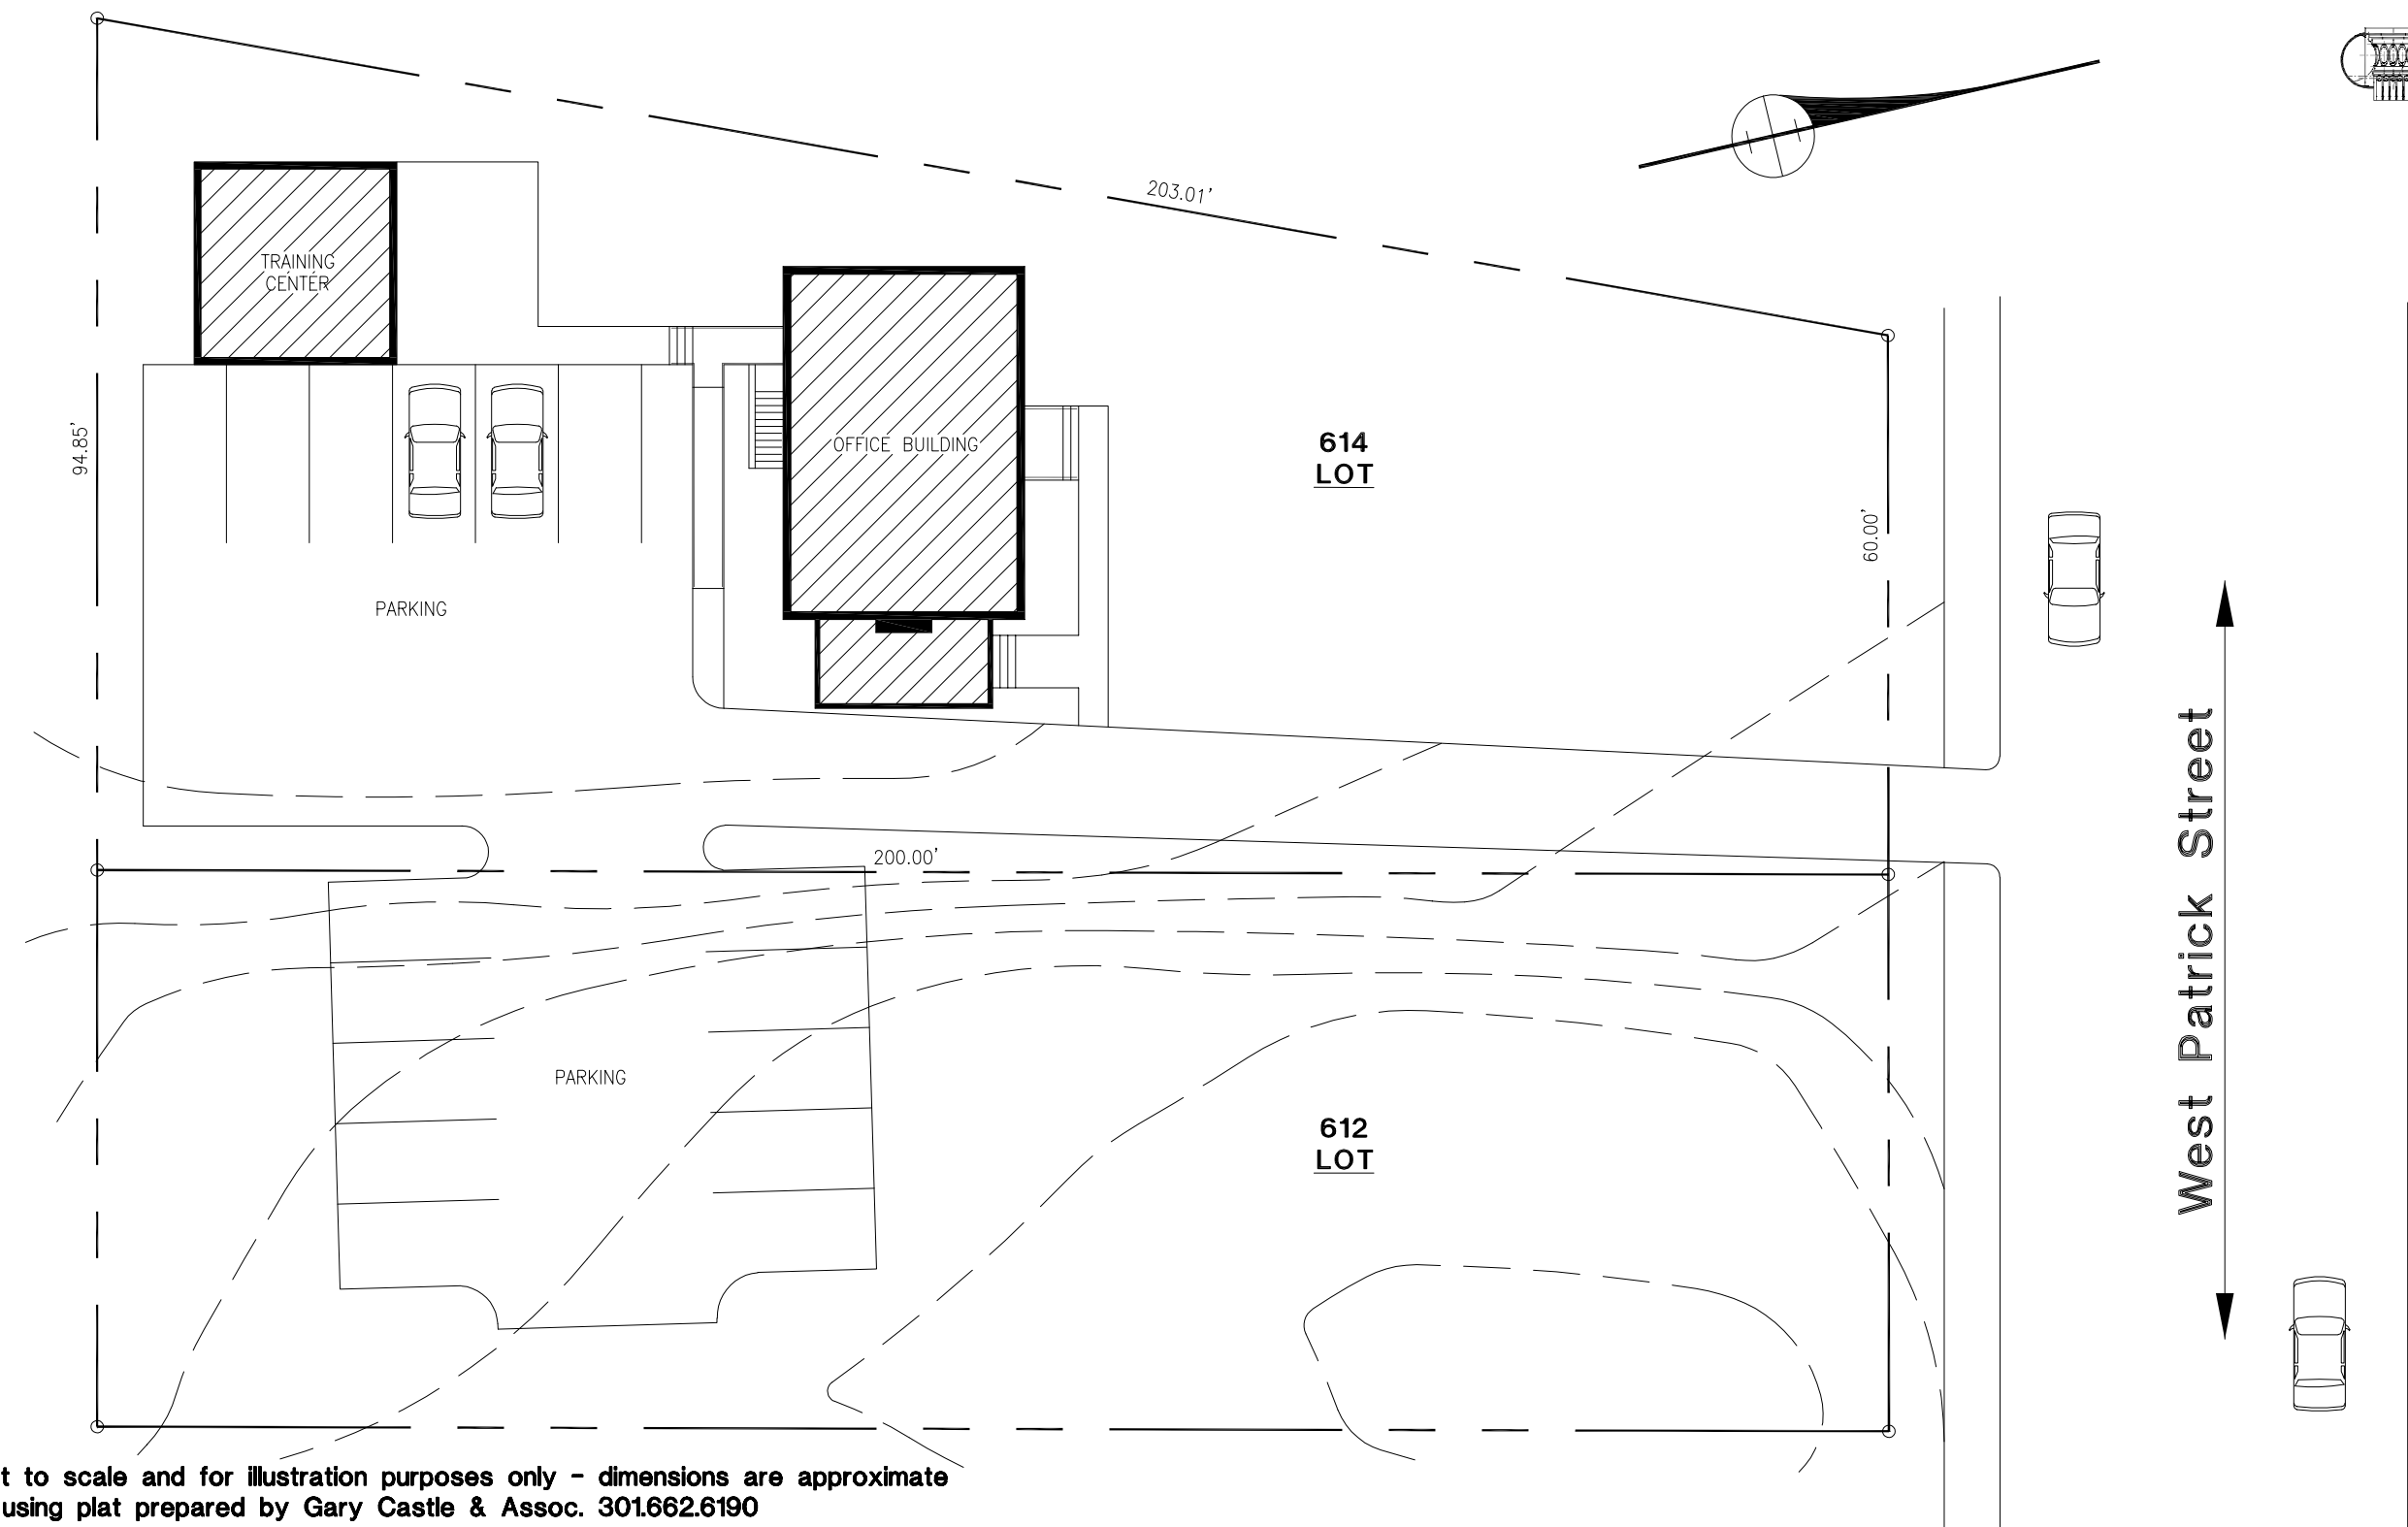 203.01'
TRAINING
CENTER
94.85'
OFFICE BUILDING
614
LOT
60.00'
PARKING
West Patrick Street
200.00'
PARKING
612
LOT
t to scale and for illustration purposes only - dimensions are approximate
using plat prepared by Gary Castle & Assoc. 301.662.6190